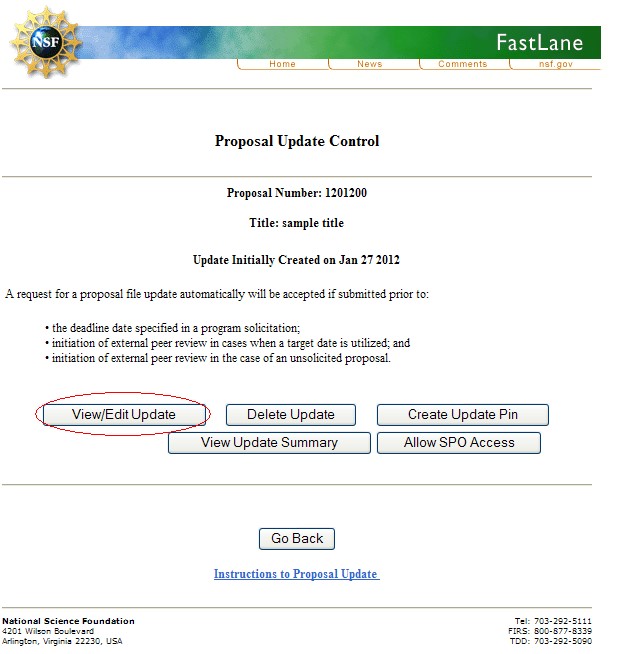 NSF
FastLane
Home News Comments nsf.gov
Proposal Update Control
Proposal Number: 1201200
Title: sample title
Update Initially Created on Jan 27 2012
A request for a proposal file update automatically will be accepted if submitted prior to:
• the deadline date specified in a program solicitation;
• initiation of external peer review in cases when a target date is utilized; and
• initiation of external peer review in the case of an unsolicited proposal.
View/Edit Update Delete Update Create Update Pin
View Update Summary Allow SPO Access
Go Back
Instructions to Proposal Update
National Science Foundation Tel: 703-292-5111
4201 Wilson Boulevard FIRS: 800-877-8339
Arlington, Virginia 22230, USA TDD: 703-292-5090